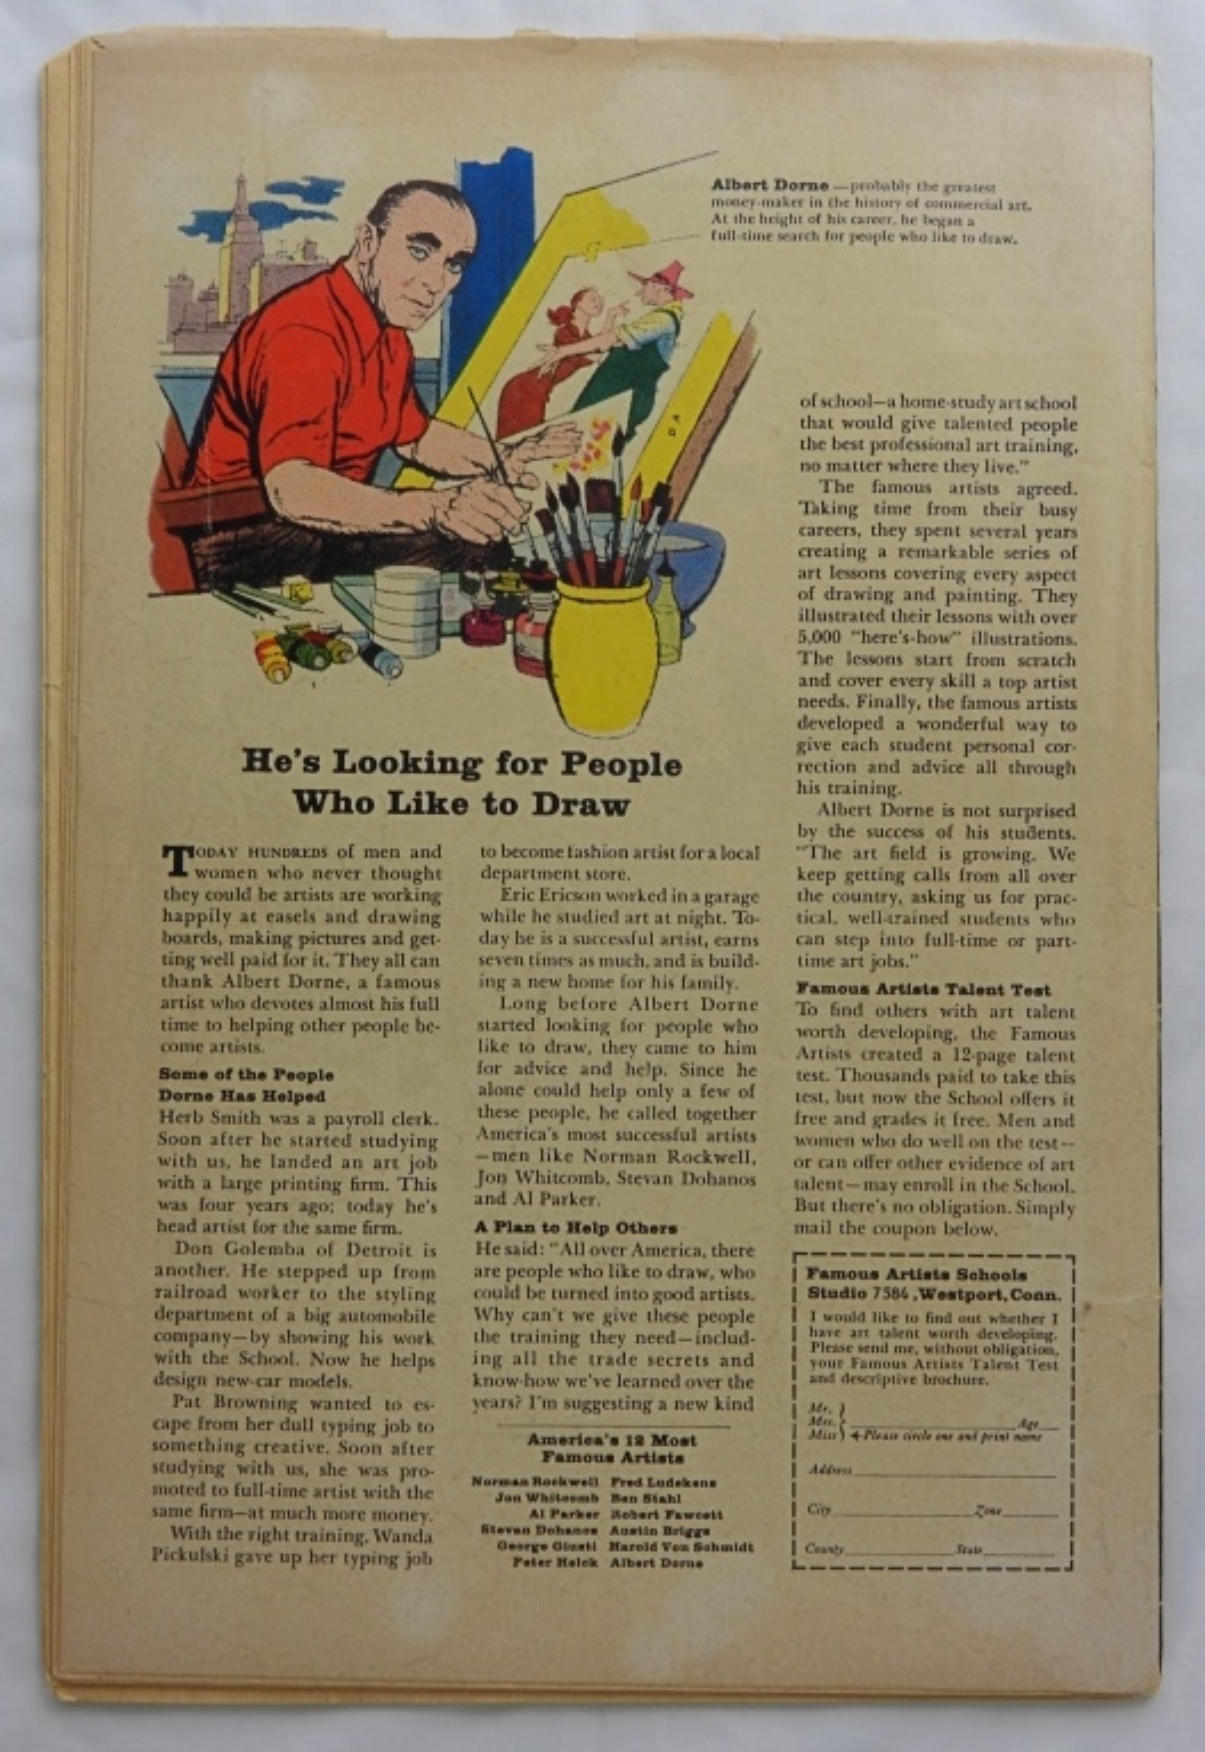 Albert Dorne —probably the greatest
money-maker in the history of commercial art.
At the height of his career, he began a
full-time search for people who like to draw.
D A
He's Looking for People
Who Like to Draw
TODAY HUNDREDS of men and
women who never thought
they could be artists are working
happily at easels and drawing
boards, making pictures and get-
ting well paid for it. They all can
thank Albert Dorne, a famous
artist who devotes almost his full
time to helping other people be-
come artists.
Some of the People
Dorne Has Helped
Herb Smith was a payroll clerk.
Soon after he started studying
with us, he landed an art job
with a large printing firm. This
was four years ago; today he's
head artist for the same firm.
Don Golemba of Detroit is
another. He stepped up from
railroad worker to the styling
department of a big automobile
company—by showing his work
with the School. Now he helps
design new-car models.
Pat Browning wanted to es-
cape from her dull typing job to
something creative. Soon after
studying with us, she was pro-
moted to full-time artist with the
same firm—at much more money.
With the right training, Wanda
Pickulski gave up her typing job
to become fashion artist for a local
department store.
Eric Ericson worked in a garage
while he studied art at night. To-
day he is a successful artist, earns
seven times as much, and is build-
ing a new home for his family.
Long before Albert Dorne
started looking for people who
like to draw, they came to him
for advice and help. Since he
alone could help only a few of
these people, he called together
America's most successful artists
—men like Norman Rockwell,
Jon Whitcomb, Stevan Dohanos
and Al Parker.
A Plan to Help Others
He said: "All over America, there
are people who like to draw, who
could be turned into good artists.
Why can't we give these people
the training they need—includ-
ing all the trade secrets and
know-how we've learned over the
years? I'm suggesting a new kind
America's 12 Most
Famous Artists
Norman Rockwell Fred Ludekens
Jon Whitcomb Ben Stahl
Al Parker Robert Fawcett
Stevan Dohanos Austin Briggs
George Giusti Harold Von Schmidt
Peter Helck Albert Dorne
of school—a home-study art school
that would give talented people
the best professional art training,
no matter where they live."
The famous artists agreed.
Taking time from their busy
careers, they spent several years
creating a remarkable series of
art lessons covering every aspect
of drawing and painting. They
illustrated their lessons with over
5,000 "here's-how" illustrations.
The lessons start from scratch
and cover every skill a top artist
needs. Finally, the famous artists
developed a wonderful way to
give each student personal cor-
rection and advice all through
his training.
Albert Dorne is not surprised
by the success of his students.
"The art field is growing. We
keep getting calls from all over
the country, asking us for prac-
tical, well-trained students who
can step into full-time or part-
time art jobs."
Famous Artists Talent Test
To find others with art talent
worth developing, the Famous
Artists created a 12-page talent
test. Thousands paid to take this
test, but now the School offers it
free and grades it free. Men and
women who do well on the test—
or can offer other evidence of art
talent—may enroll in the School.
But there's no obligation. Simply
mail the coupon below.
Famous Artists Schools
Studio 7584, Westport, Conn.
I would like to find out whether I
have art talent worth developing.
Please send me, without obligation,
your Famous Artists Talent Test
and descriptive brochure.
Mr.
Mrs. Age
Miss Please circle one and print name
Address
City Zone
County State